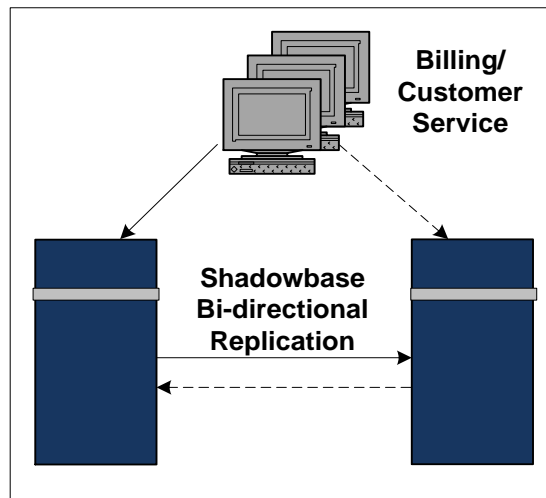 Billing/
Customer
Service
Shadowbase
Bi-directional
Replication